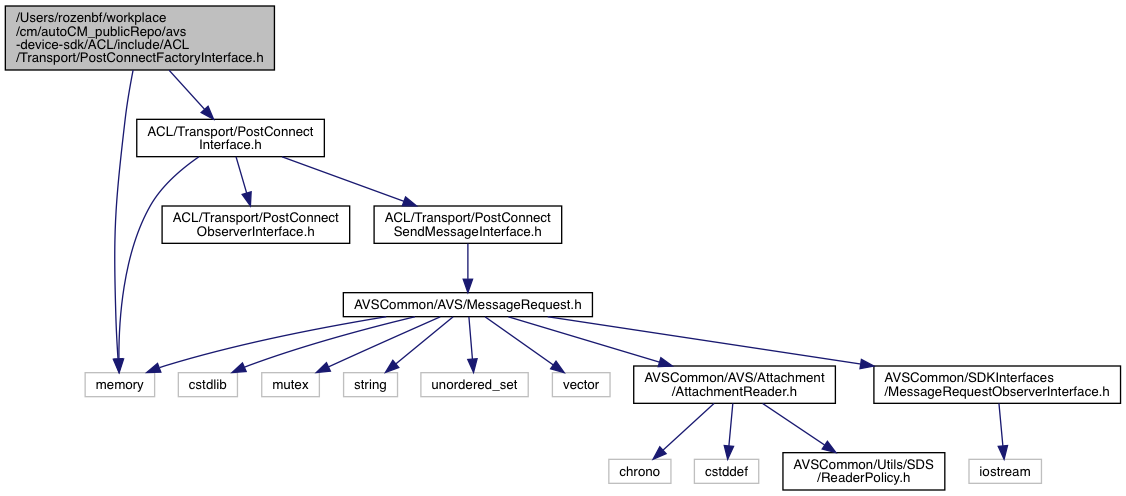 /Users/rozenbf/workplace
/cm/autoCM_publicRepo/avs
-device-sdk/ACL/include/ACL
/Transport/PostConnectFactoryInterface.h
ACL/Transport/PostConnect
Interface.h
ACL/Transport/PostConnect
ObserverInterface.h
ACL/Transport/PostConnect
SendMessageInterface.h
AVSCommon/AVS/MessageRequest.h
memory
cstdlib
mutex
string
unordered_set
vector
AVSCommon/AVS/Attachment
/AttachmentReader.h
AVSCommon/SDKInterfaces
/MessageRequestObserverInterface.h
chrono
cstddef
AVSCommon/Utils/SDS
/ReaderPolicy.h
iostream